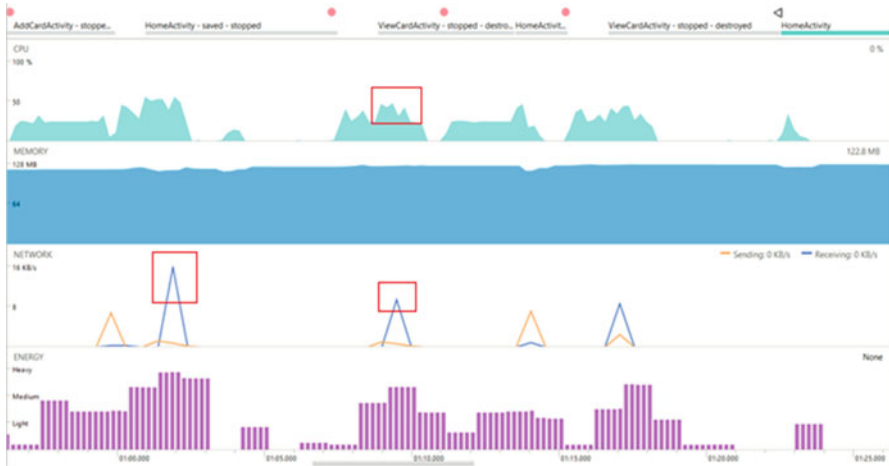 AddCardActivity - stoppe... HomeActivity - saved - stopped ViewCardActivity - stopped - destro... HomeActivit... ViewCardActivity - stopped - destroyed HomeActivity
CPU 0 %
100 %
50
MEMORY 122.8 MB
128 MB
64
NETWORK Sending: 0 KB/s Receiving: 0 KB/s
16 KB/s
8
ENERGY None
Heavy
Medium
Light
01:00.000 01:05.000 01:10.000 01:15.000 01:20.000 01:25.000